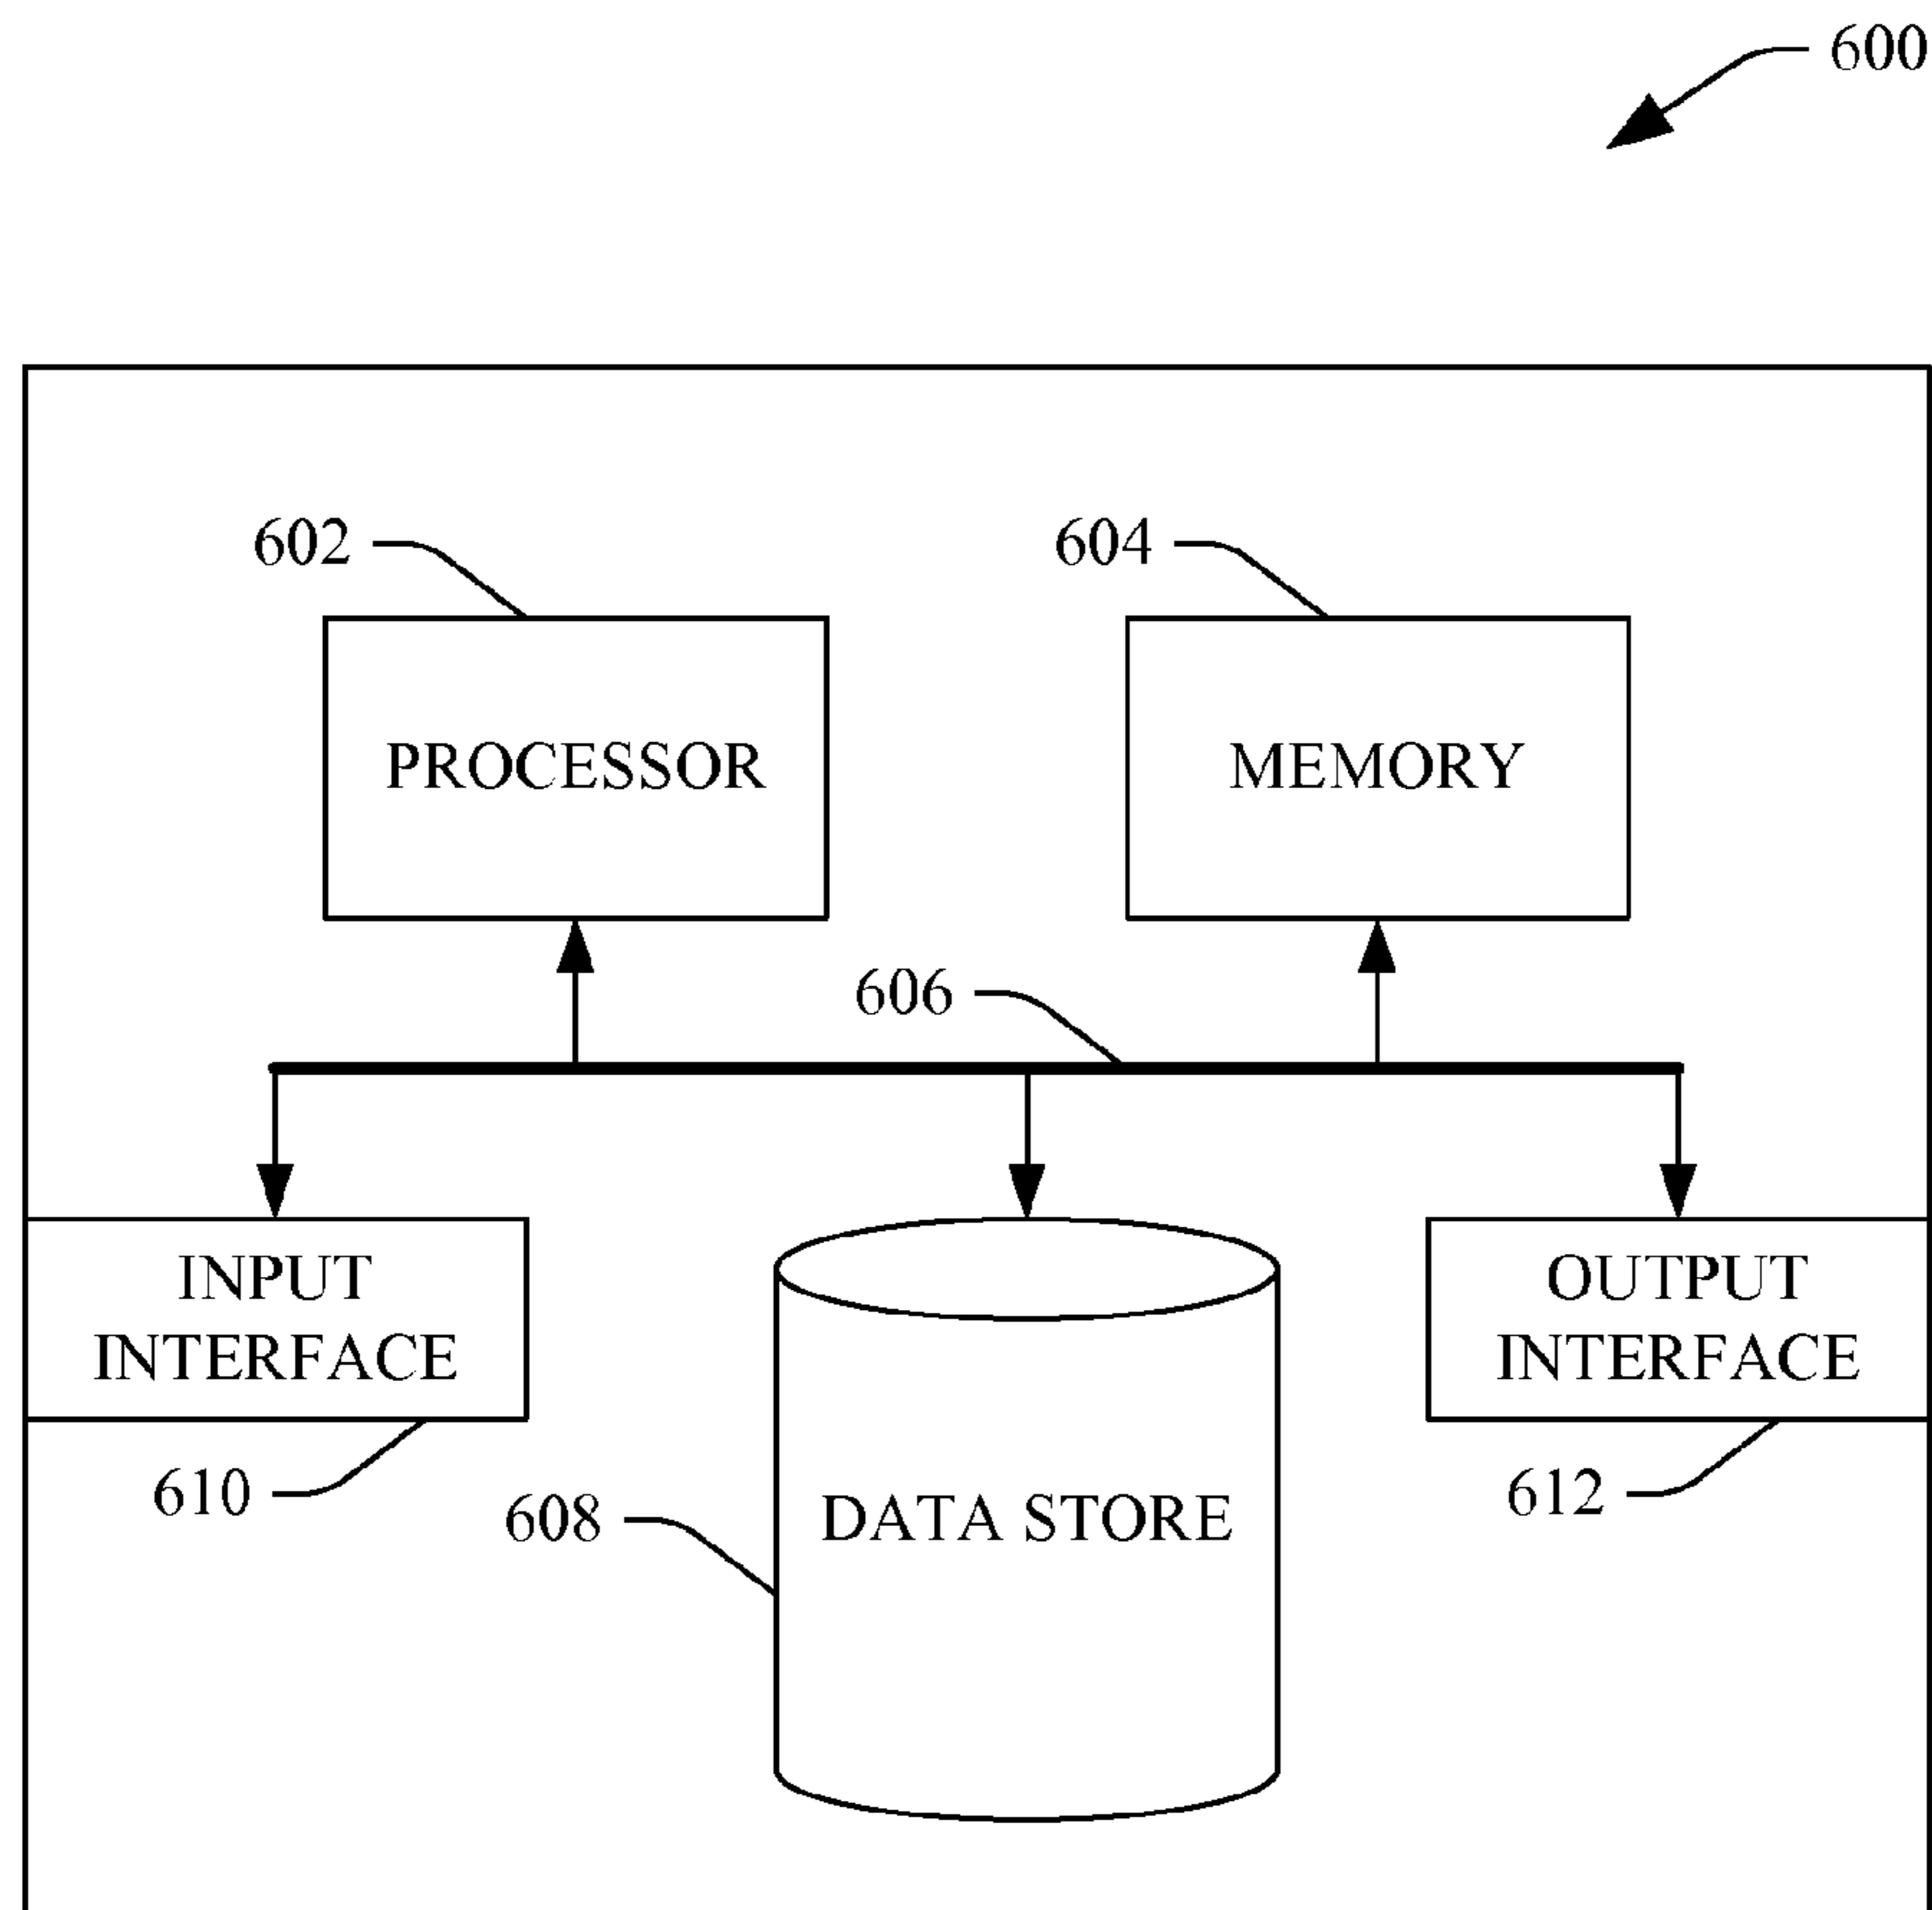 600
602
604
PROCESSOR
MEMORY
606
INPUT
INTERFACE
OUTPUT
INTERFACE
610
608
DATA STORE
612